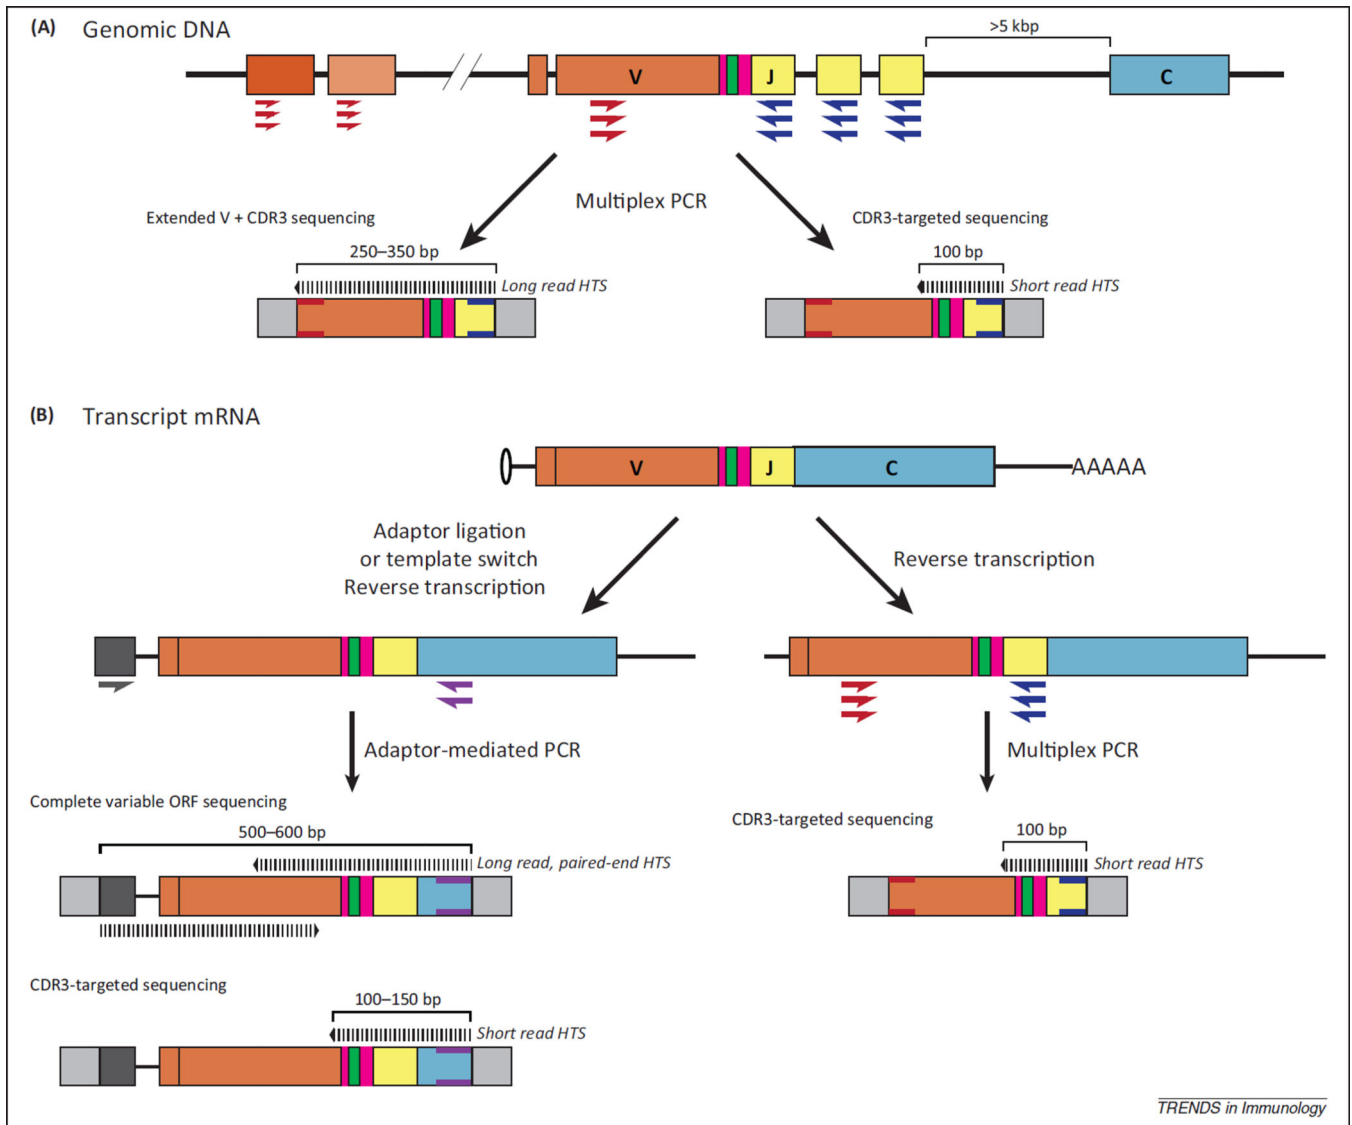 (A) Genomic DNA
>5 kbp
V
J
C
Multiplex PCR
Extended V + CDR3 sequencing
250–350 bp
Long read HTS
CDR3-targeted sequencing
100 bp
Short read HTS
(B) Transcript mRNA
V
J
C
AAAAA
Adaptor ligation
or template switch
Reverse transcription
Reverse transcription
Adaptor-mediated PCR
Multiplex PCR
Complete variable ORF sequencing
500–600 bp
Long read, paired-end HTS
CDR3-targeted sequencing
100 bp
Short read HTS
CDR3-targeted sequencing
100–150 bp
Short read HTS
TRENDS in Immunology